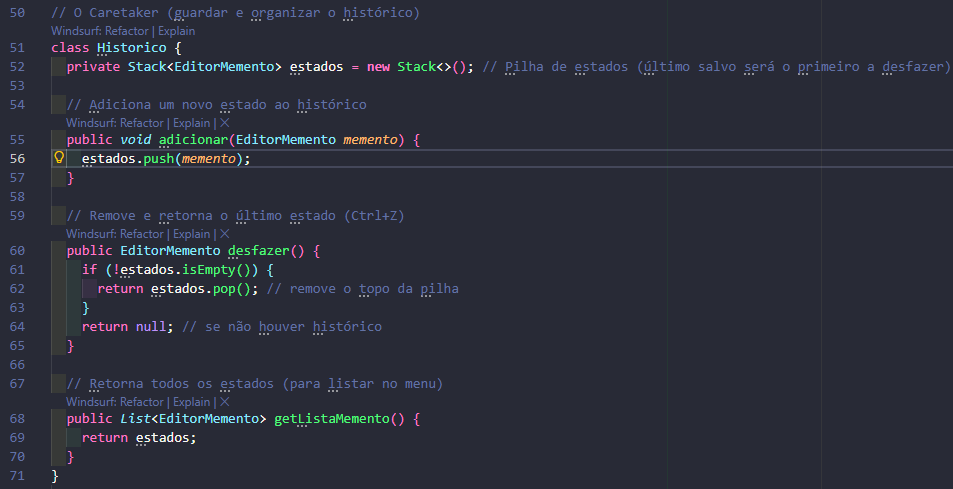 50 // O Caretaker (guardar e organizar o histórico)
Windsurf: Refactor | Explain
51 class Historico {
52 private Stack<EditorMemento> estados = new Stack<>(); // Pilha de estados (último salvo será o primeiro a desfazer)
53
54 // Adiciona um novo estado ao histórico
Windsurf: Refactor | Explain | X
55 public void adicionar(EditorMemento memento) {
56 estados.push(memento);
57 }
58
59 // Remove e retorna o último estado (Ctrl+Z)
Windsurf: Refactor | Explain | X
60 public EditorMemento desfazer() {
61 if (!estados.isEmpty()) {
62 return estados.pop(); // remove o topo da pilha
63 }
64 return null; // se não houver histórico
65 }
66
67 // Retorna todos os estados (para listar no menu)
Windsurf: Refactor | Explain | X
68 public List<EditorMemento> getListaMemento() {
69 return estados;
70 }
71 }